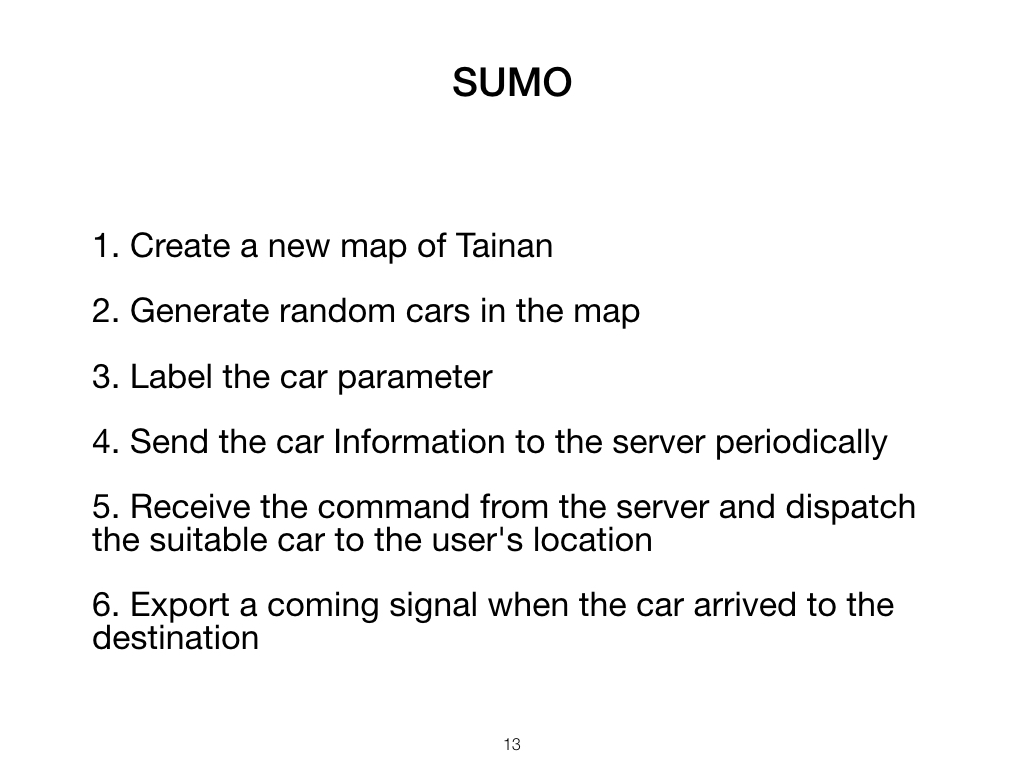 SUMO
1. Create a new map of Tainan
2. Generate random cars in the map
3. Label the car parameter
4. Send the car Information to the server periodically
5. Receive the command from the server and dispatch
the suitable car to the user's location
6. Export a coming signal when the car arrived to the
destination
13